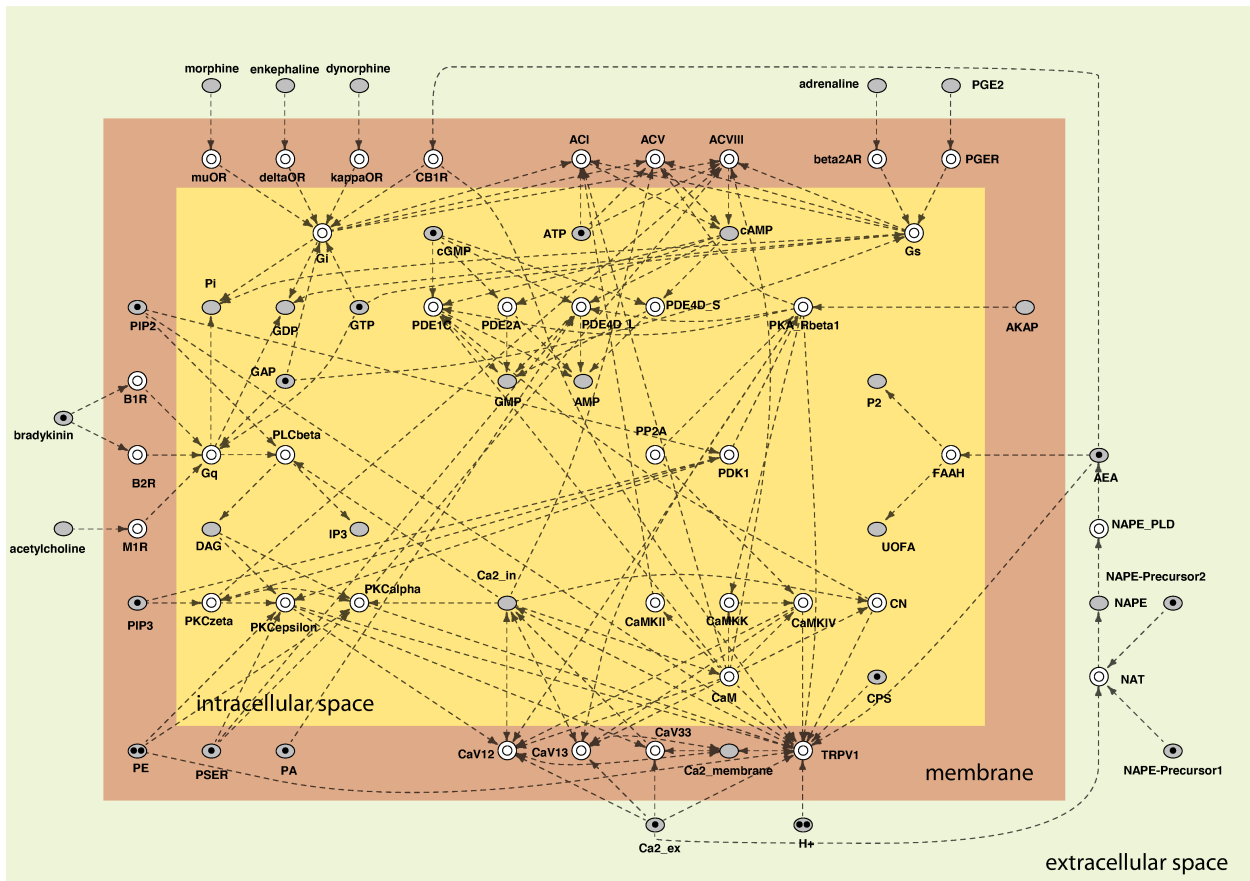 morphine
enkephaline
dynorphine
adrenaline
PGE2
ACI
ACV
ACVIII
muOR
deltaOR
kappaOR
CB1R
beta2AR
PGER
Gi
cGMP
ATP
cAMP
Gs
Pi
PIP2
GDP
GTP
PDE1C
PDE2A
PDE4D_L
PDE4D_S
PKA_Rbeta1
AKAP
GAP
GMP
AMP
B1R
P2
bradykinin
PLCbeta
PP2A
B2R
Gq
PDK1
FAAH
AEA
acetylcholine
M1R
DAG
IP3
UOFA
NAPE_PLD
Ca2_in
NAPE-Precursor2
PKCalpha
NAPE
CN
PIP3
PKCzeta
PKCepsilon
CaMKII
CaMKK
CaMKIV
NAT
intracellular space
CaM
CPS
CaV33
PE
PSER
PA
CaV12
CaV13
Ca2_membrane
TRPV1
membrane
NAPE-Precursor1
Ca2_ex
H+
extracellular space